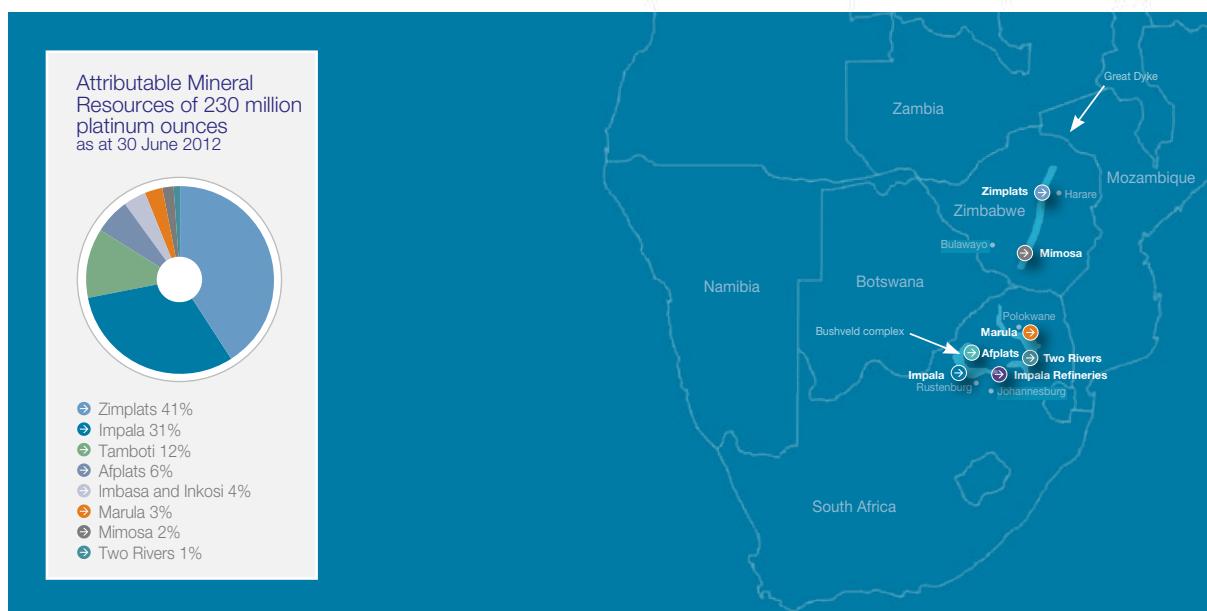 Attributable Mineral
Resources of 230 million
platinum ounces
as at 30 June 2012
Zimplats 41%
Impala 31%
Tamboti 12%
Afplats 6%
Imbasa and Inkosi 4%
Marula 3%
Mimosa 2%
Two Rivers 1%
Great Dyke
Zambia
Mozambique
Zimplats
Harare
Zimbabwe
Bulawayo
Mimosa
Namibia
Botswana
Polokwane
Bushveld complex
Marula
Afplats
Two Rivers
Impala
Impala Refineries
Rustenburg
Johannesburg
South Africa